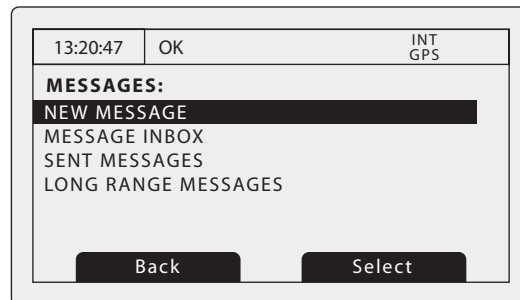 13:20:47 OK INT
GPS
MESSAGES:
NEW MESSAGE
MESSAGE INBOX
SENT MESSAGES
LONG RANGE MESSAGES
Back Select